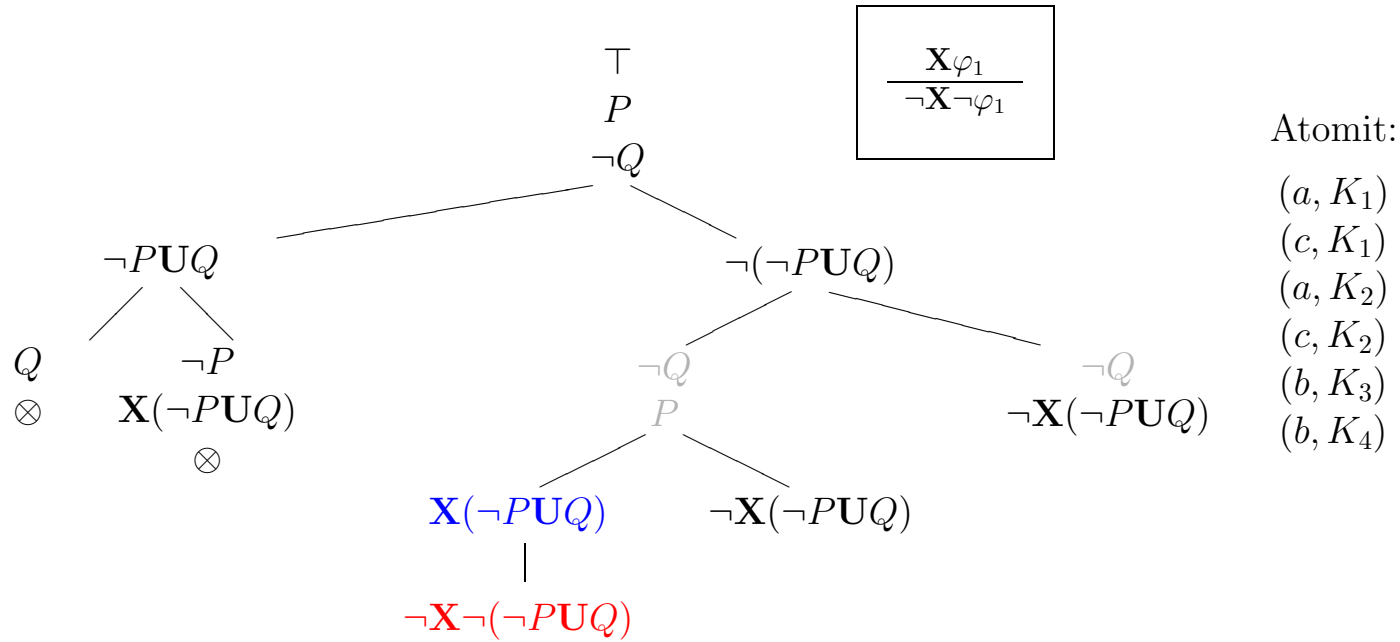 ⊤
P
¬Q
Xφ₁
¬X¬φ₁
Atomit:
(a, K₁)
(c, K₁)
(a, K₂)
(c, K₂)
(b, K₃)
(b, K₄)
¬PUQ
¬(¬PUQ)
Q
⊗
¬P
X(¬PUQ)
⊗
¬Q
P
¬Q
¬X(¬PUQ)
X(¬PUQ)
¬X(¬PUQ)
¬X¬(¬PUQ)